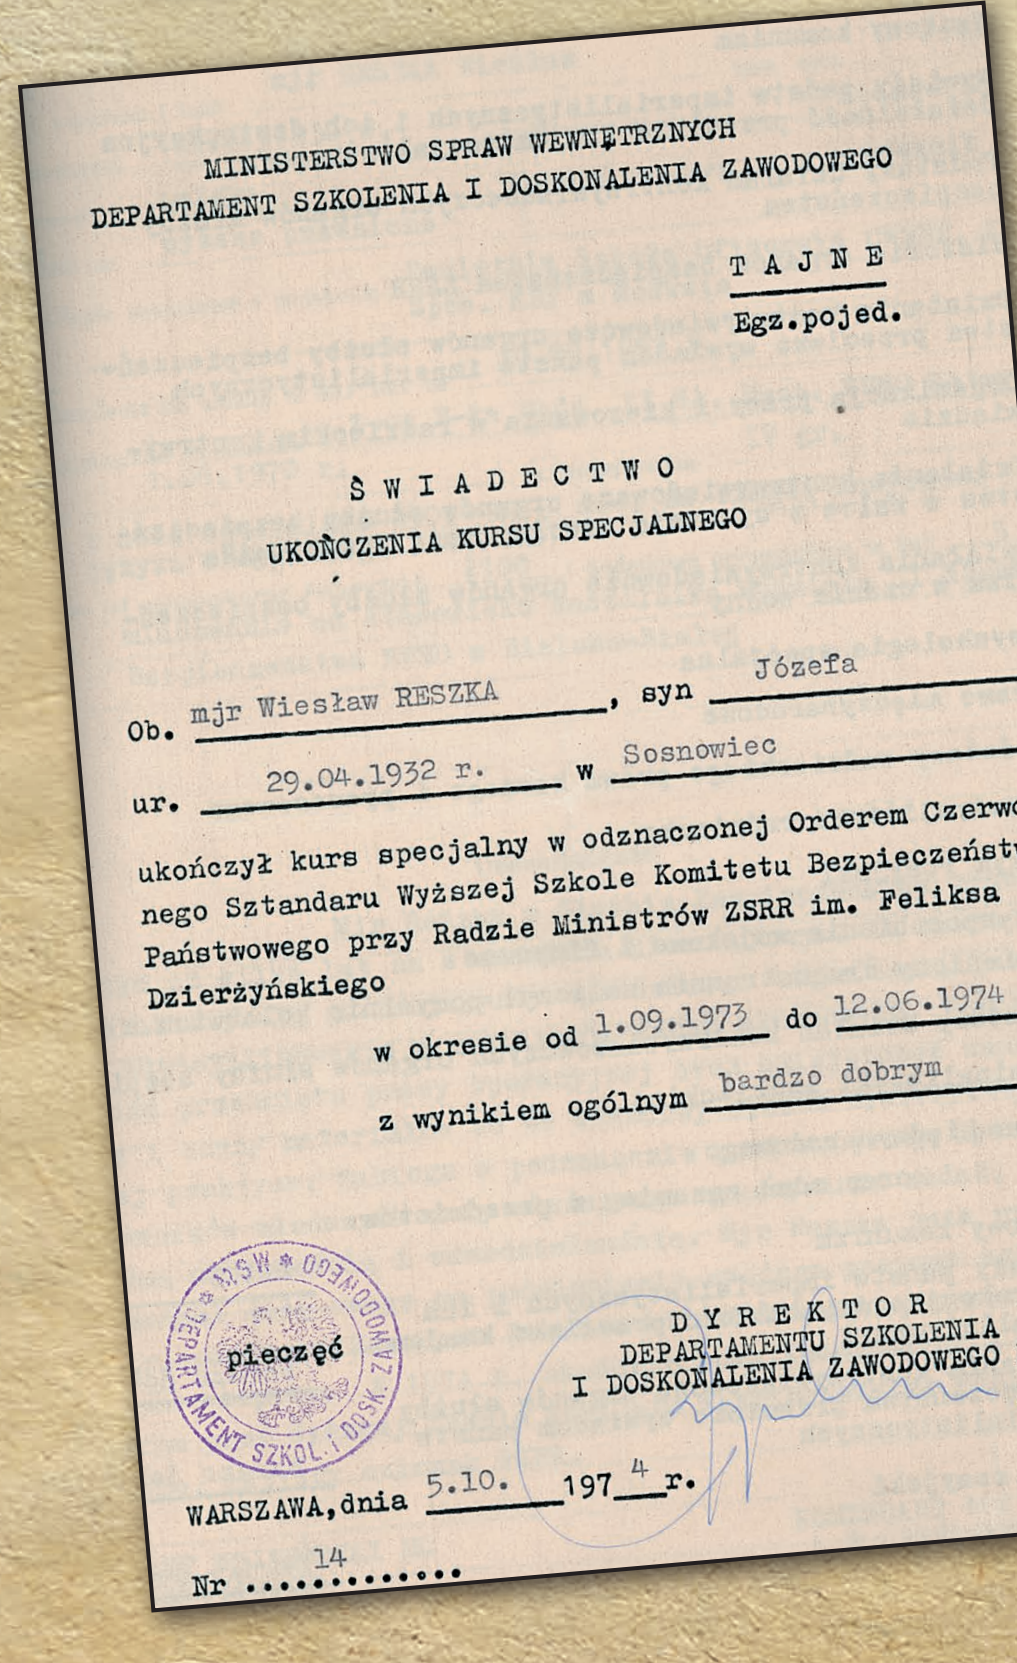 MINISTERSTWO SPRAW WEWNĘTRZNYCH
DEPARTAMENT SZKOLENIA I DOSKONALENIA ZAWODOWEGO
T A J N E
Egz.pojed.
Ś W I A D E C T W O
UKOŃCZENIA KURSU SPECJALNEGO
Ob. mjr Wiesław RESZKA, syn Józefa
ur. 29.04.1932 r. w Sosnowiec
ukończył kurs specjalny w odznaczonej Orderem Czerwo
nego Sztandaru Wyższej Szkole Komitetu Bezpieczeństw
Państwowego przy Radzie Ministrów ZSRR im. Feliksa
Dzierżyńskiego
w okresie od 1.09.1973 do 12.06.1974
z wynikiem ogólnym bardzo dobrym
DEPARTAMENT SZKOL. i DOSK. ZAWODOWEGO * MSW *
pieczęć
D Y R E K T O R
DEPARTAMENTU SZKOLENIA
I DOSKONALENIA ZAWODOWEGO
WARSZAWA,dnia 5.10. 1974 r.
Nr 14.............